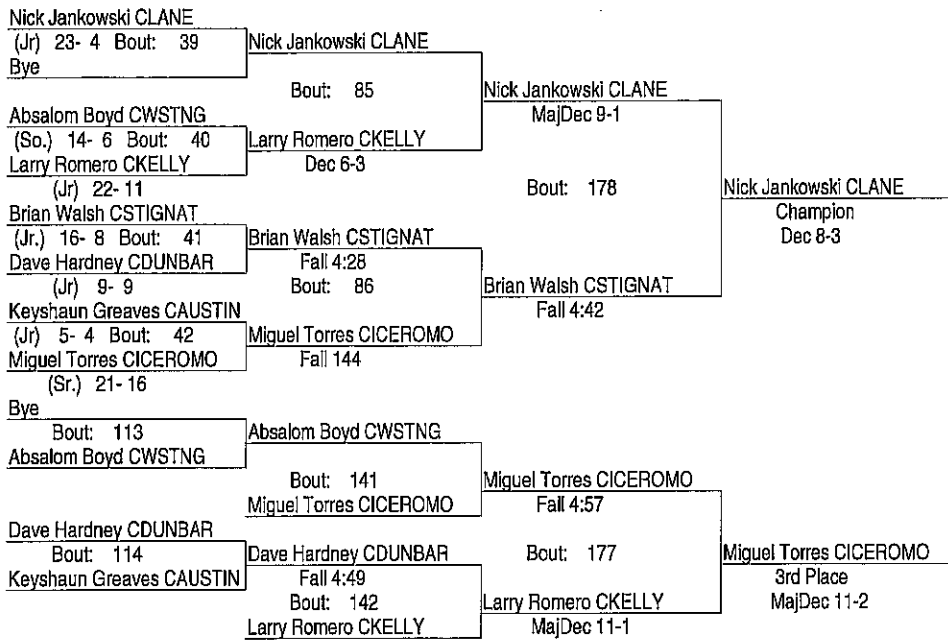 Nick Jankowski CLANE
(Jr) 23- 4 Bout: 39
Bye
Nick Jankowski CLANE
Bout: 85
Absalom Boyd CWSTNG
(So.) 14- 6 Bout: 40
Larry Romero CKELLY
(Jr) 22- 11
Larry Romero CKELLY
Dec 6-3
Nick Jankowski CLANE
MajDec 9-1
Brian Walsh CSTIGNAT
(Jr.) 16- 8 Bout: 41
Dave Hardney CDUNBAR
(Jr) 9- 9
Brian Walsh CSTIGNAT
Fall 4:28
Bout: 86
Keyshaun Greaves CAUSTIN
(Jr) 5- 4 Bout: 42
Miguel Torres CICEROMO
(Sr.) 21- 16
Miguel Torres CICEROMO
Fall 144
Brian Walsh CSTIGNAT
Fall 4:42
Bout: 178
Nick Jankowski CLANE
Champion
Dec 8-3
Bye
Bout: 113
Absalom Boyd CWSTNG
Absalom Boyd CWSTNG
Bout: 141
Miguel Torres CICEROMO
Miguel Torres CICEROMO
Fall 4:57
Dave Hardney CDUNBAR
Bout: 114
Keyshaun Greaves CAUSTIN
Dave Hardney CDUNBAR
Fall 4:49
Bout: 142
Larry Romero CKELLY
Larry Romero CKELLY
MajDec 11-1
Bout: 177
Miguel Torres CICEROMO
3rd Place
MajDec 11-2